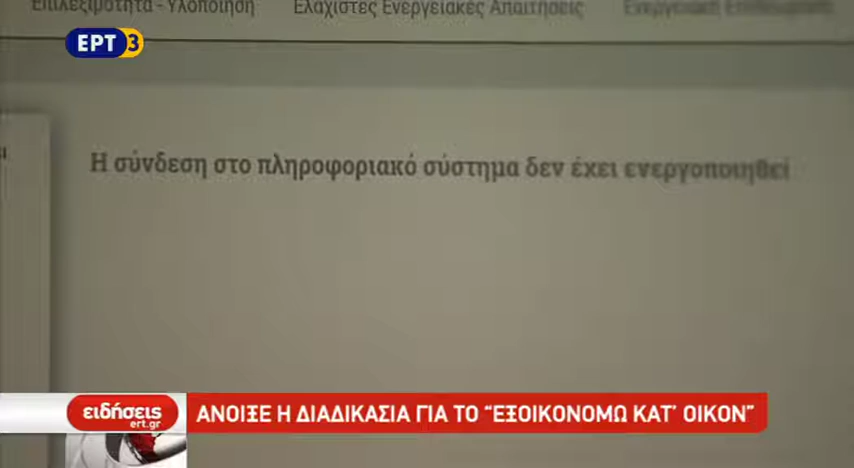 Επιλεξιμότητα - Υλοποίηση Ελάχιστες Ενεργειακές Απαιτήσεις
ΕΡΤ3
Η σύνδεση στο πληροφοριακό σύστημα δεν έχει ενεργοποιηθεί
ειδήσεις
ert.gr
ΑΝΟΙΞΕ Η ΔΙΑΔΙΚΑΣΙΑ ΓΙΑ ΤΟ “ΕΞΟΙΚΟΝΟΜΩ ΚΑΤ’ ΟΙΚΟΝ”